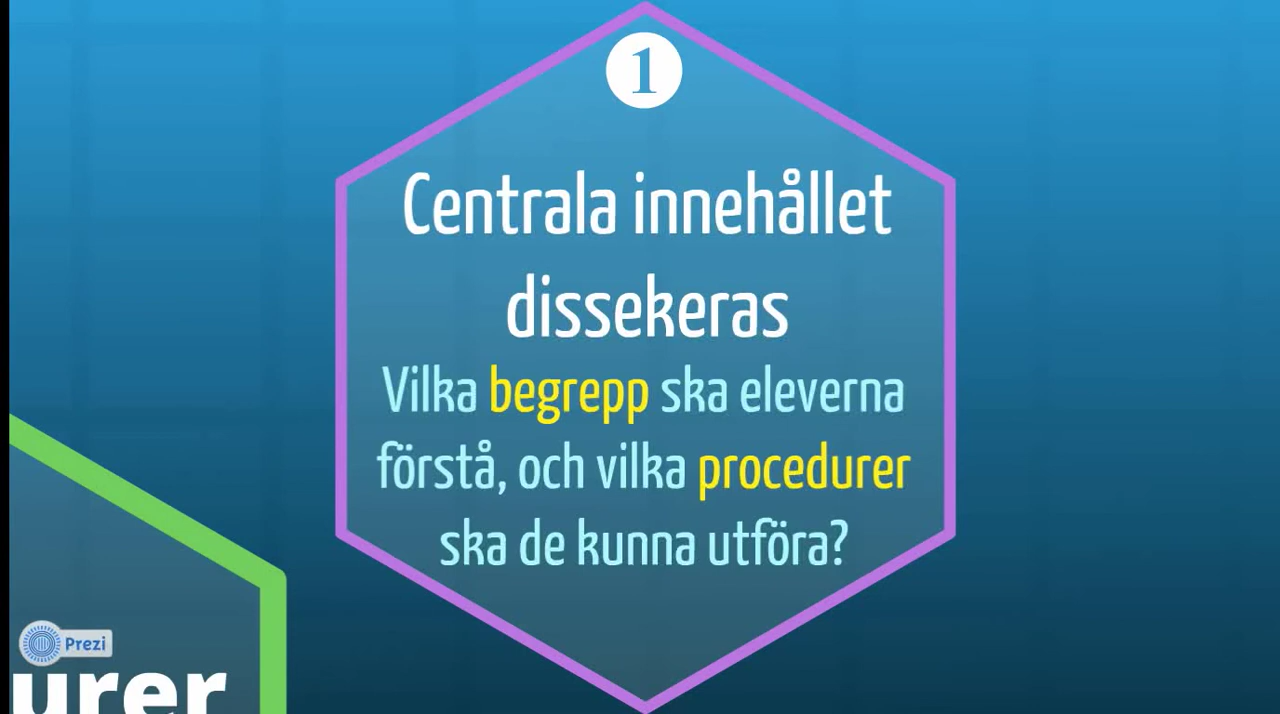 1
Centrala innehållet
dissekeras
Vilka begrepp ska eleverna
förstå, och vilka procedurer
ska de kunna utföra?
Prezi
urer